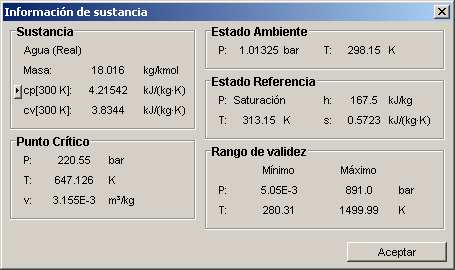 Información de sustancia
Sustancia
Agua (Real)
Masa: 18.016 kg/kmol
cp[300 K]: 4.21542 kJ/(kg·K)
cv[300 K]: 3.8344 kJ/(kg·K)
Punto Crítico
P: 220.55 bar
T: 647.126 K
v: 3.155E-3 m³/kg
Estado Ambiente
P: 1.01325 bar T: 298.15 K
Estado Referencia
P: Saturación h: 167.5 kJ/kg
T: 313.15 K s: 0.5723 kJ/(kg·K)
Rango de validez
Mínimo Máximo
P: 5.05E-3 891.0 bar
T: 280.31 1499.99 K
Aceptar